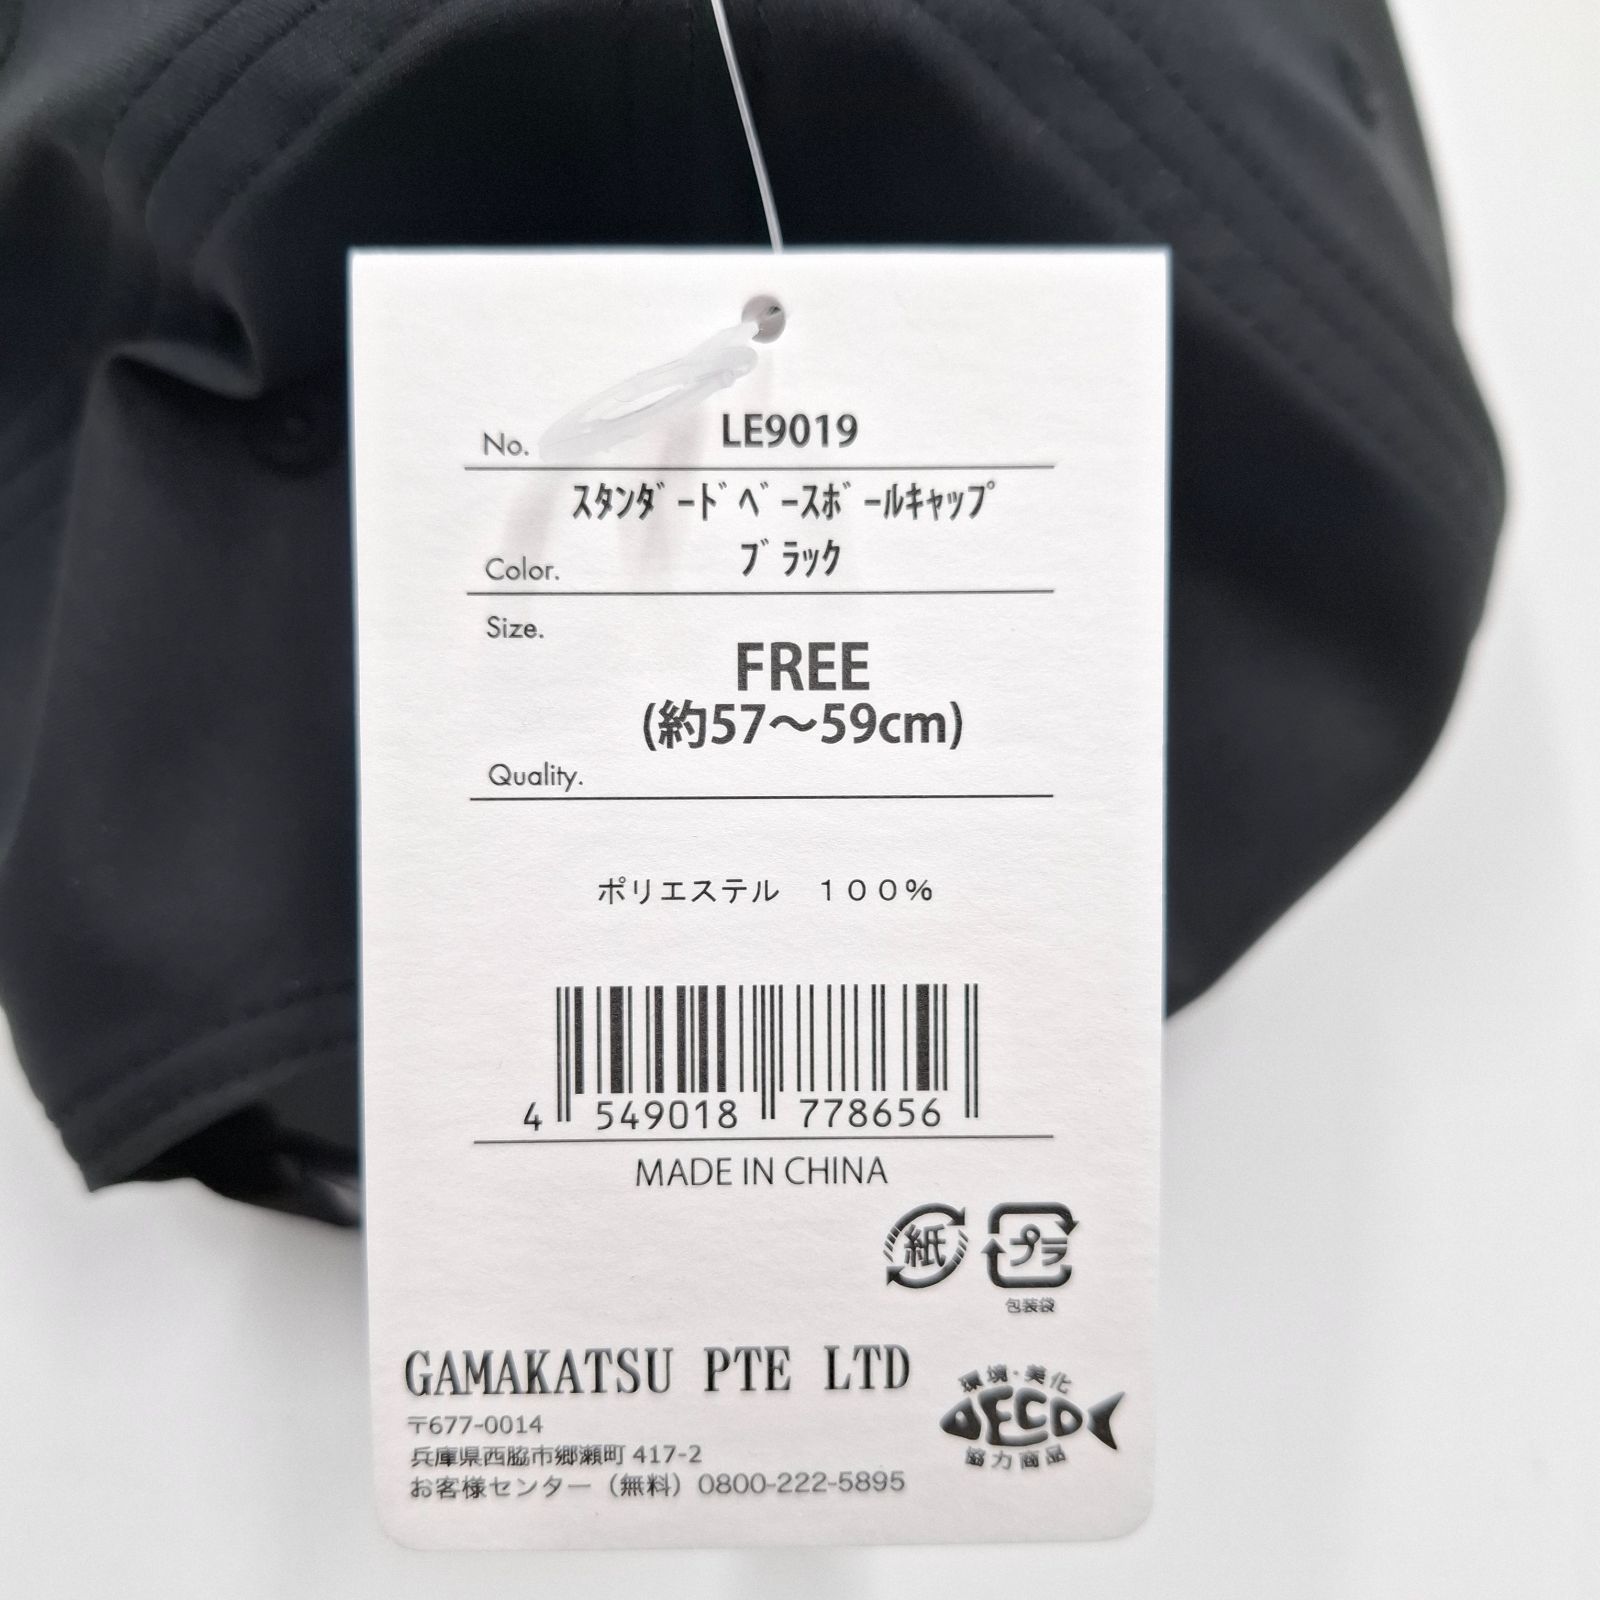 No. LE9019
ｽﾀﾝﾀﾞｰﾄﾞﾍﾞｰｽﾎﾞｰﾙｷｬｯﾌﾟ
Color. ﾌﾞﾗｯｸ
Size.
FREE
(約57～59cm)
Quality.
ポリエステル　１００％
4 549018 778656
MADE IN CHINA
紙 プラ
包装袋
GAMAKATSU PTE LTD
〒677-0014
兵庫県西脇市郷瀬町 417-2
お客様センター（無料）0800-222-5895
環境・美化
ECO
協力商品